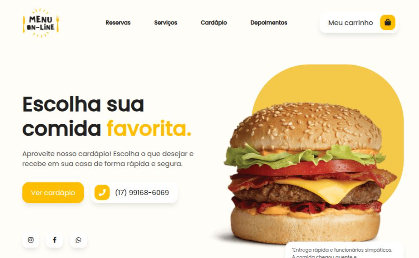 MENU
ON-LINE
Reservas
Serviços
Cardápio
Depoimentos
Meu carrinho
Escolha sua
comida favorita.
Aproveite nosso cardápio! Escolha o que desejar e
recebe em sua casa de forma rápida e segura.
Ver cardápio
(17) 99168-6069
"Entrega rápida e funcionários simpáticos.
A comida chegou quente e